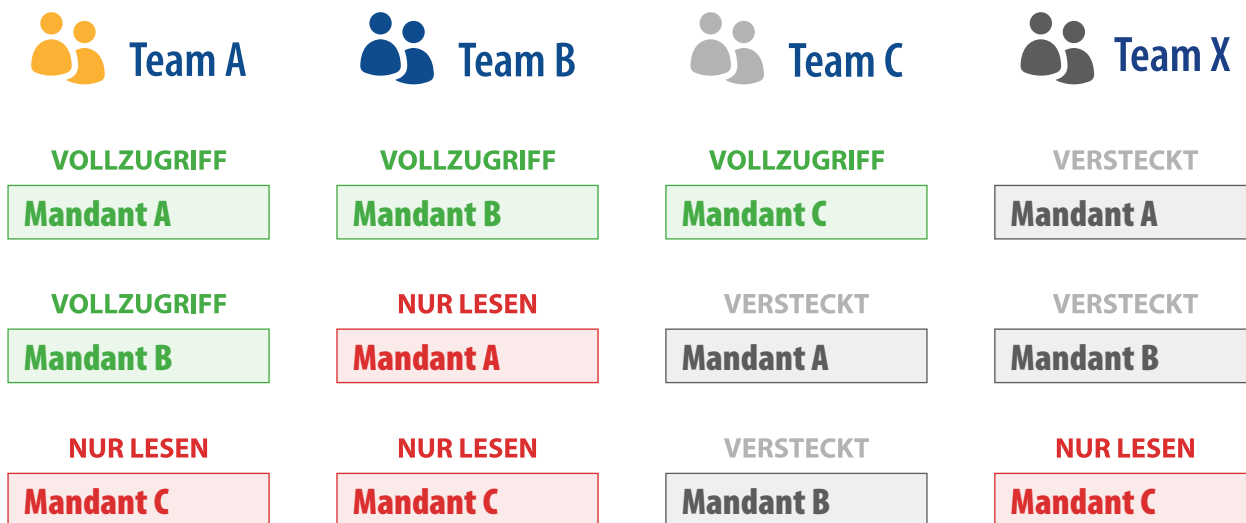 Team A
Team B
Team C
Team X
VOLLZUGRIFF
VOLLZUGRIFF
VOLLZUGRIFF
VERSTECKT
Mandant A
Mandant B
Mandant C
Mandant A
VOLLZUGRIFF
NUR LESEN
VERSTECKT
VERSTECKT
Mandant B
Mandant A
Mandant A
Mandant B
NUR LESEN
NUR LESEN
VERSTECKT
NUR LESEN
Mandant C
Mandant C
Mandant B
Mandant C